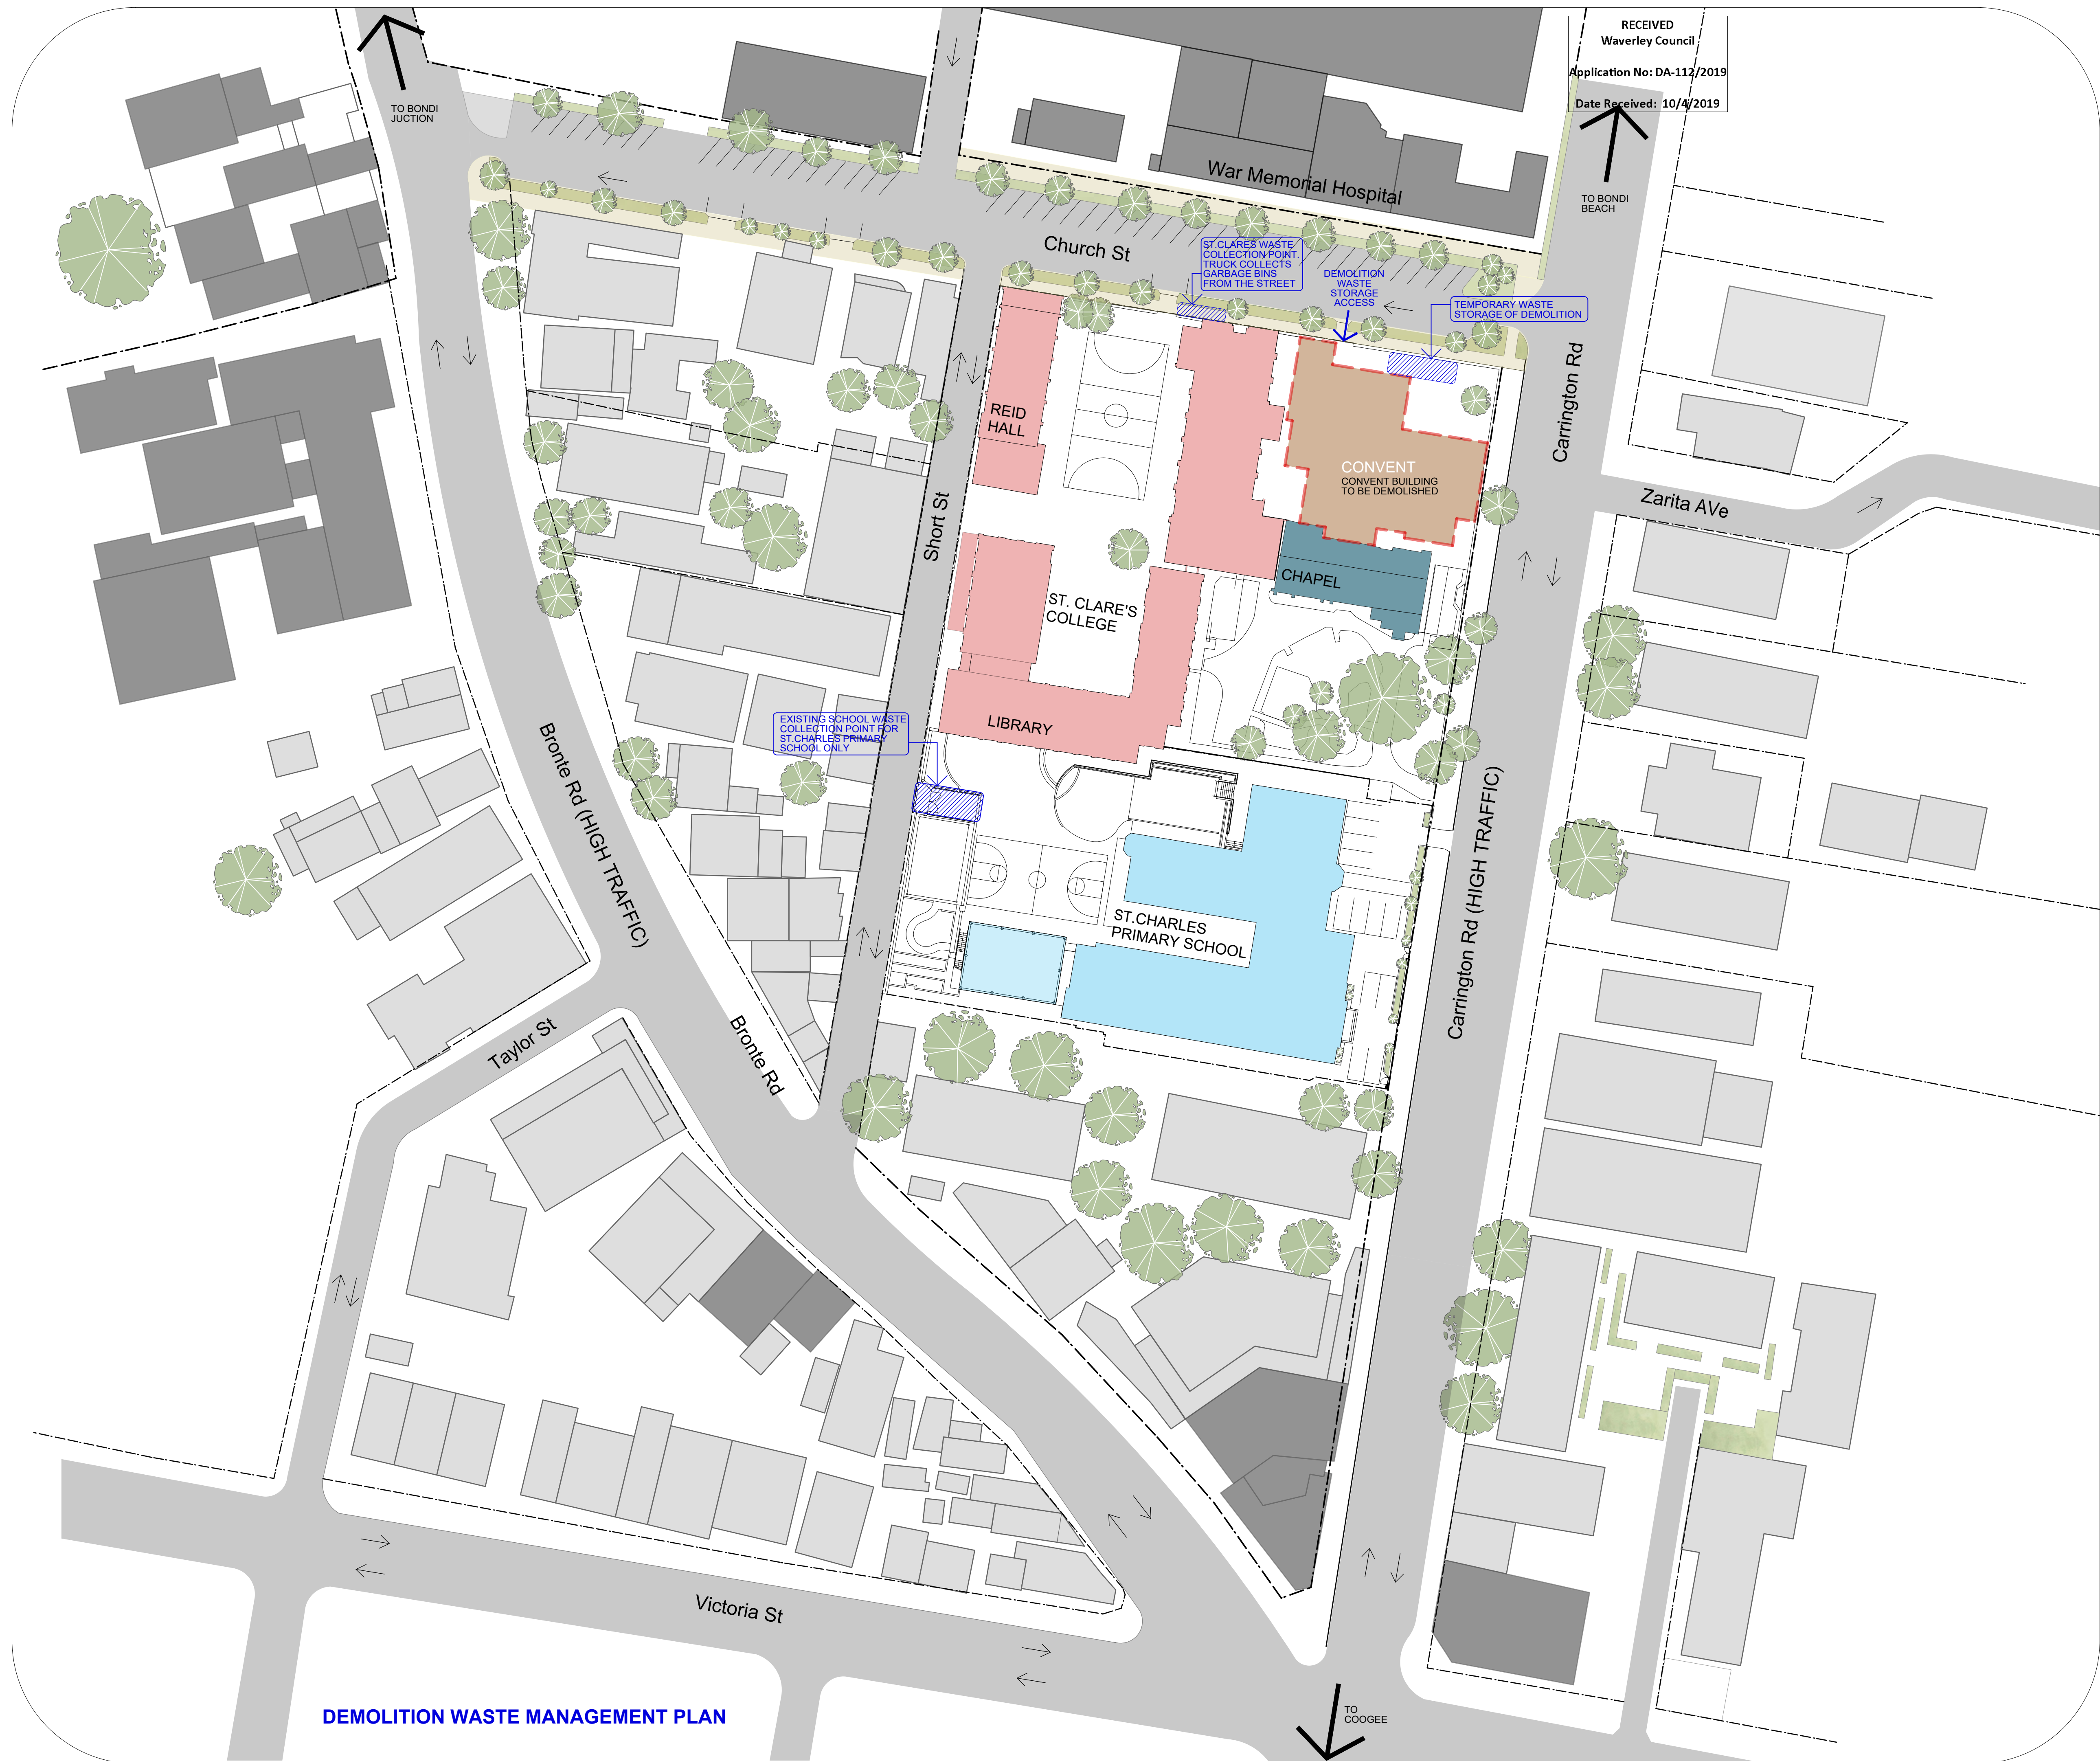 RECEIVED
Waverley Council
Application No: DA-112/2019
Date Received: 10/4/2019
TO BONDI
JUCTION
TO BONDI
BEACH
War Memorial Hospital
Church St
ST.CLARES WASTE
COLLECTION POINT.
TRUCK COLLECTS
GARBAGE BINS
FROM THE STREET
DEMOLITION
WASTE
STORAGE
ACCESS
TEMPORARY WASTE
STORAGE OF DEMOLITION
Carrington Rd
REID
HALL
CONVENT
CONVENT BUILDING
TO BE DEMOLISHED
Zarita AVe
Short St
CHAPEL
ST. CLARE'S
COLLEGE
LIBRARY
EXISTING SCHOOL WASTE
COLLECTION POINT FOR
ST.CHARLES PRIMARY
SCHOOL ONLY
Bronte Rd (HIGH TRAFFIC)
Carrington Rd (HIGH TRAFFIC)
ST.CHARLES
PRIMARY SCHOOL
Taylor St
Bronte Rd
Victoria St
DEMOLITION WASTE MANAGEMENT PLAN
TO
COOGEE